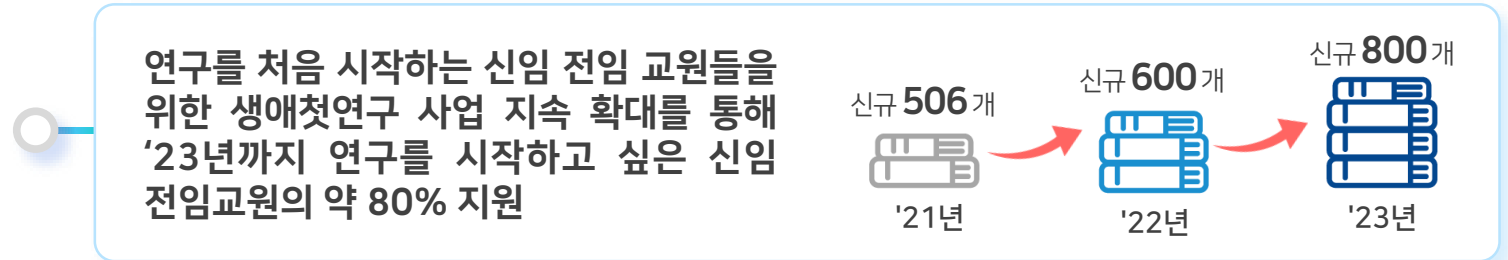 연구를 처음 시작하는 신임 전임 교원들을
위한 생애첫연구 사업 지속 확대를 통해
‘23년까지 연구를 시작하고 싶은 신임
전임교원의 약 80% 지원
신규 506 개
'21년
신규 600 개
'22년
신규 800 개
'23년